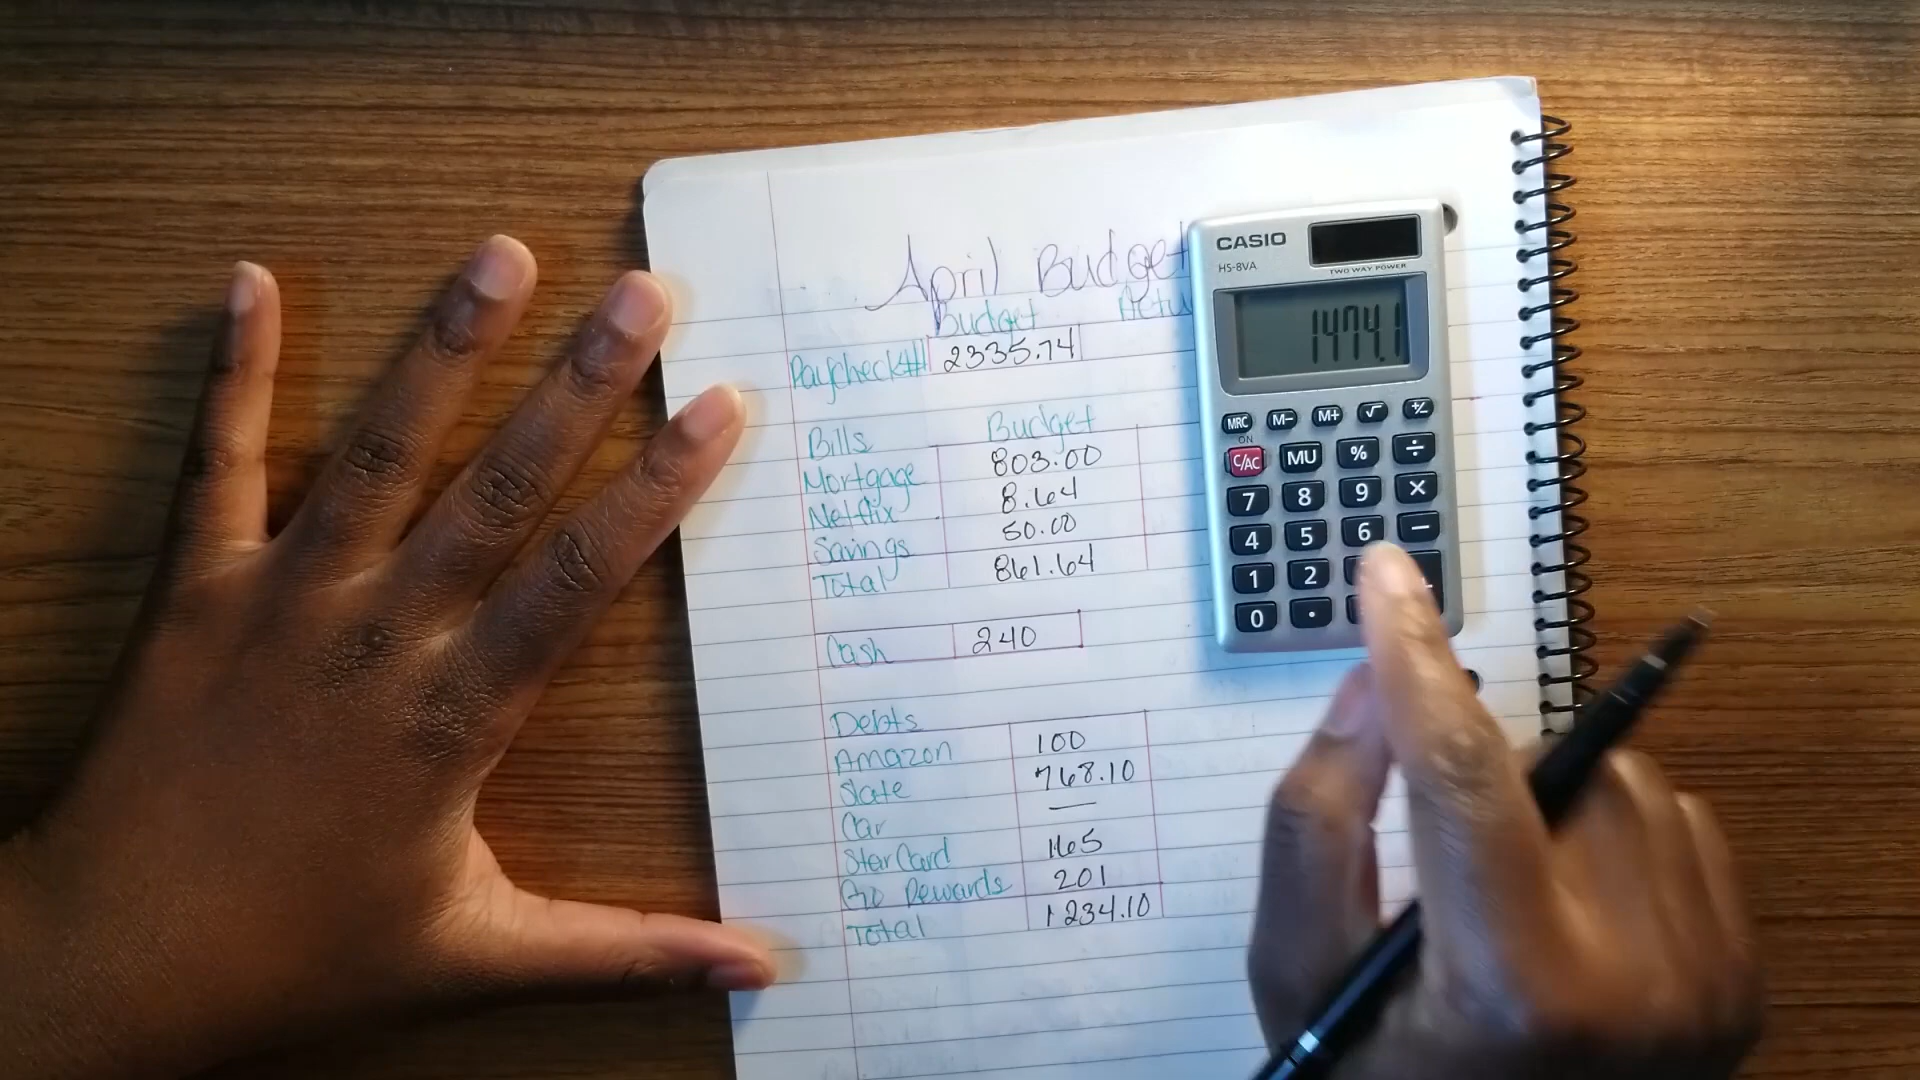 April Budget
Budget Actu
Paycheck#1 2335.74
Bills Budget
Mortgage 803.00
Netflix 8.64
Savings 50.00
Total 861.64
Cash 240
Debts
Amazon 100
Slate 768.10
Car —
Star Card 165
Go Rewards 201
Total 1234.10
CASIO
HS-8VA
TWO WAY POWER
1474.1
MRC M- M+ √ +/-
ON
C/AC MU % ÷
7 8 9 ×
4 5 6 −
1 2
0 ·